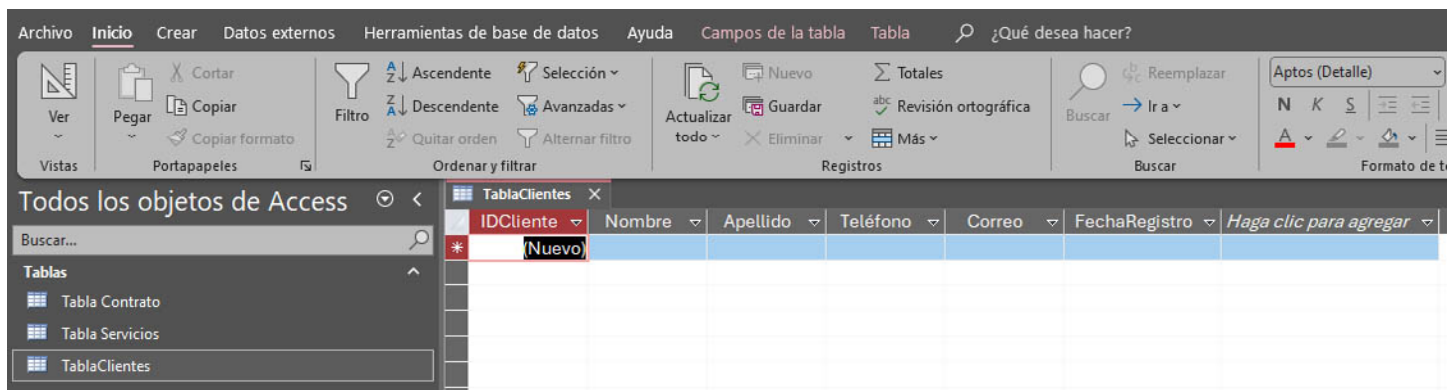 Archivo Inicio Crear Datos externos Herramientas de base de datos Ayuda Campos de la tabla Tabla ¿Qué desea hacer?
Ver
Vistas
Pegar
Cortar
Copiar
Copiar formato
Portapapeles
Filtro
Ascendente
Descendente
Quitar orden
Selección
Avanzadas
Alternar filtro
Ordenar y filtrar
Actualizar
todo
Nuevo
Guardar
Eliminar
Totales
Revisión ortográfica
Más
Registros
Buscar
Reemplazar
Ir a
Seleccionar
Buscar
Aptos (Detalle)
N K S
A
Formato de t
Todos los objetos de Access
Buscar...
Tablas
Tabla Contrato
Tabla Servicios
TablaClientes
TablaClientes
IDCliente Nombre Apellido Teléfono Correo FechaRegistro Haga clic para agregar
(Nuevo)